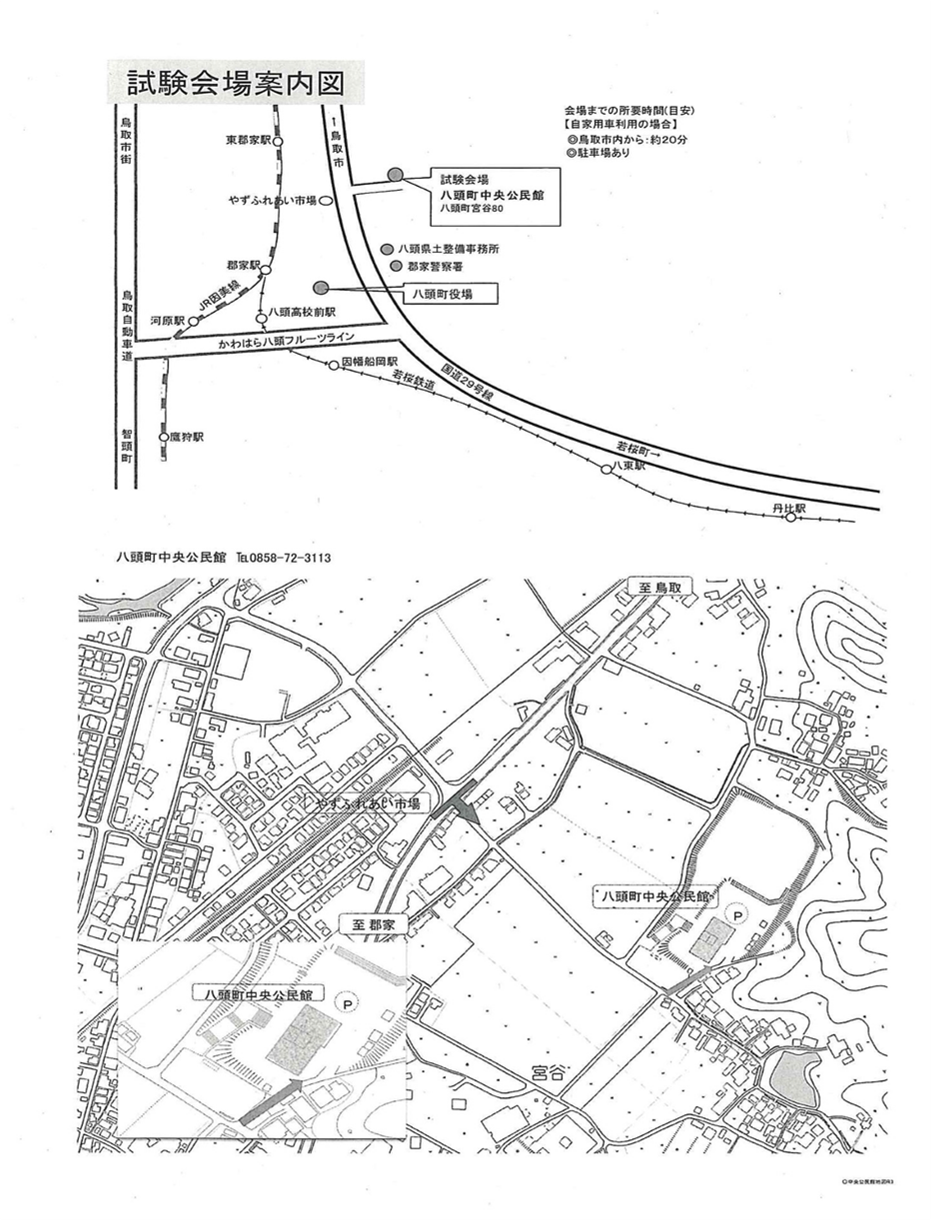 試験会場案内図
会場までの所要時間(目安)
【自家用車利用の場合】
◎鳥取市内から：約20分
◎駐車場あり
鳥取市街
↑鳥取市
東郡家駅
試験会場
八頭町中央公民館
八頭町宮谷80
やずふれあい市場
八頭県土整備事務所
郡家警察署
郡家駅
八頭町役場
JR因美線
鳥取自動車道
河原駅
八頭高校前駅
かわはら八頭フルーツライン
因幡船岡駅
若桜鉄道
国道29号線
智頭町
鷹狩駅
若桜町→
八東駅
丹比駅
八頭町中央公民館 ℡0858-72-3113
至 鳥取
やずふれあい市場
八頭町中央公民館
P
至 郡家
八頭町中央公民館
P
宮谷